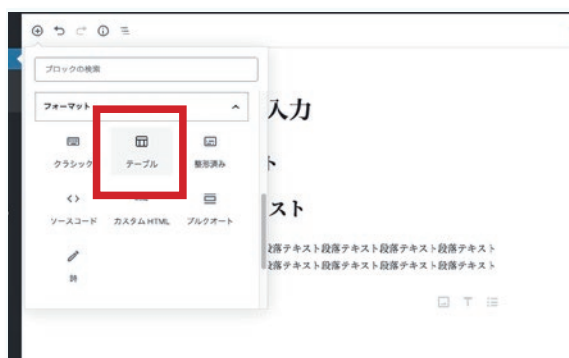 ブロックの検索
フォーマット
入力
クラシック
テーブル
整形済み
ト
ソースコード
カスタム HTML
プルクオート
スト
段落テキスト段落テキスト段落テキスト段落テキスト
段落テキスト段落テキスト段落テキスト段落テキスト
詩